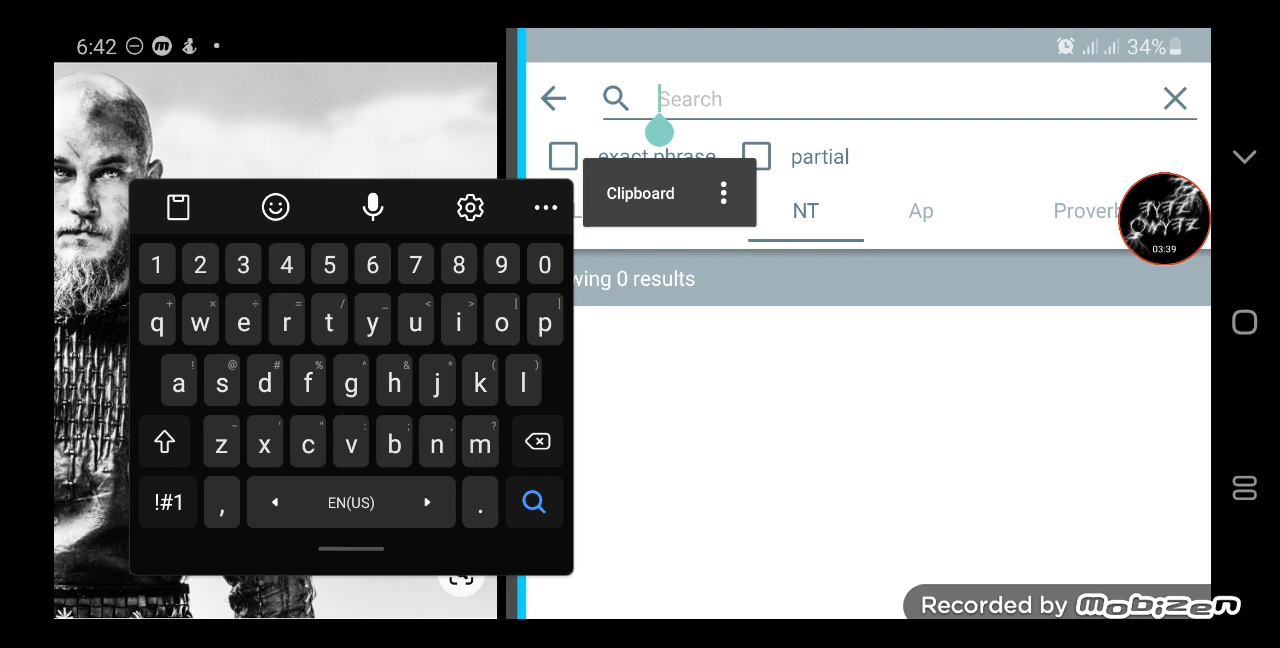 6:42
34%
Search
exact phrase
partial
Clipboard
NT
Ap
Proverb
03:39
wing 0 results
1 2 3 4 5 6 7 8 9 0
q w e r t y u i o p
a s d f g h j k l
z x c v b n m
!#1 , EN(US) .
Recorded by mobizen